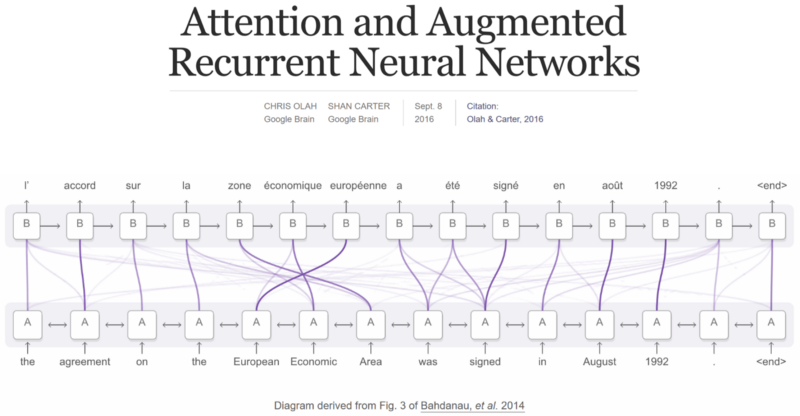 Attention and Augmented
Recurrent Neural Networks
CHRIS OLAH SHAN CARTER Sept. 8 Citation:
Google Brain Google Brain 2016 Olah & Carter, 2016
l' accord sur la zone économique européenne a été signé en août 1992 . <end>
B B B B B B B B B B B B B B B
A A A A A A A A A A A A A A A
the agreement on the European Economic Area was signed in August 1992 . <end>
Diagram derived from Fig. 3 of Bahdanau, et al. 2014